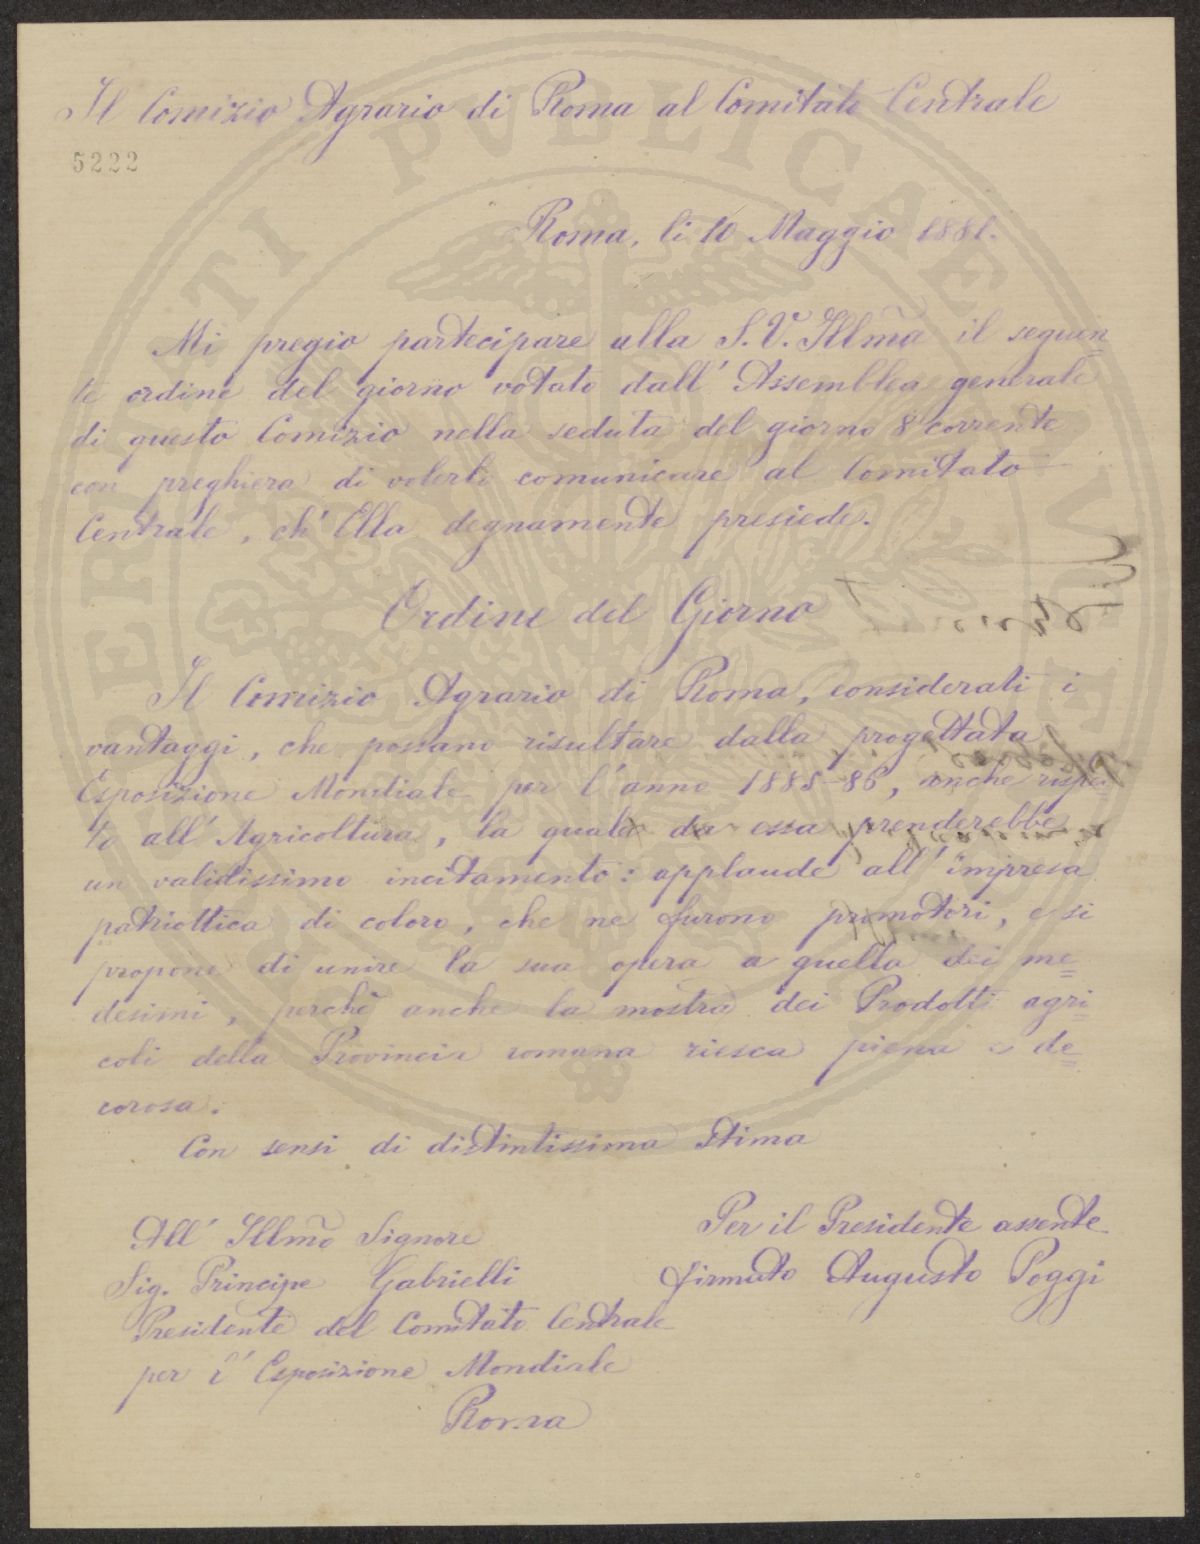 Il Comizio Agrario di Roma al Comitato Centrale
5222
Roma, li 10 Maggio 1881.
Mi pregio partecipare alla S.V. Illma il seguen
te ordine del giorno votato dall' Assemblea generale
di questo Comizio nella seduta del giorno 8 corrente
con preghiera di volerlo comunicare al Comitato
Centrale, ch' Ella degnamente presiede.
Ordine del Giorno
Il Comizio Agrario di Roma, considerati i
vantaggi, che possano risultare dalla progettata
Esposizione Mondiale per l'anno 1885-86, anche rispet
to all' Agricoltura, la quale da essa prenderebbe
un validissimo incitamento: applaude all' impresa
patriottica di coloro, che ne furono promotori, e si
propone di unire la sua opera a quella dei me=
desimi, perchè anche la mostra dei Prodotti agri=
coli della Provincia romana riesca piena e de=
corosa.
Con sensi di distintissima stima
Per il Presidente assente
firmato Augusto Poggi
All' Illmo Signore
Sig. Principe Gabrielli
Presidente del Comitato Centrale
per l' Esposizione Mondiale
Roma